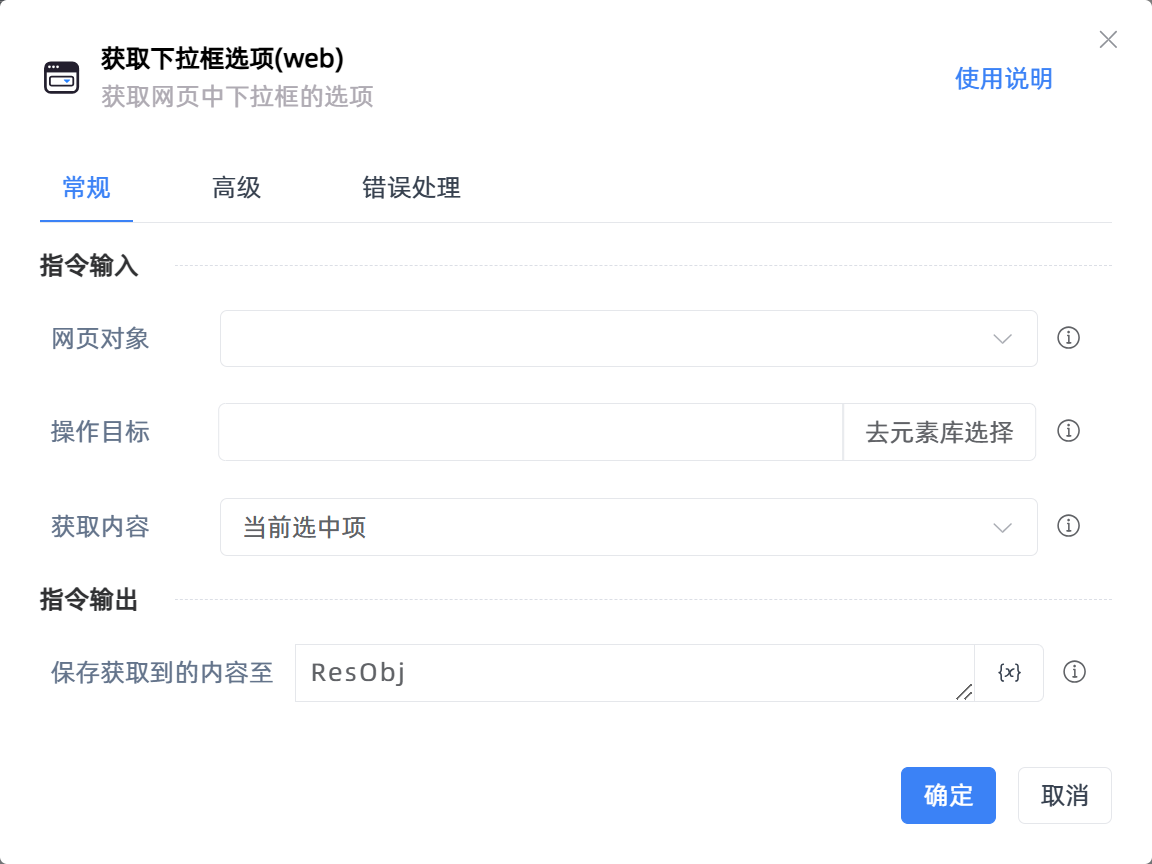 获取下拉框选项(web)
获取网页中下拉框的选项
使用说明
常规 高级 错误处理
指令输入
网页对象
操作目标 去元素库选择
获取内容 当前选中项
指令输出
保存获取到的内容至 ResObj {x}
确定 取消